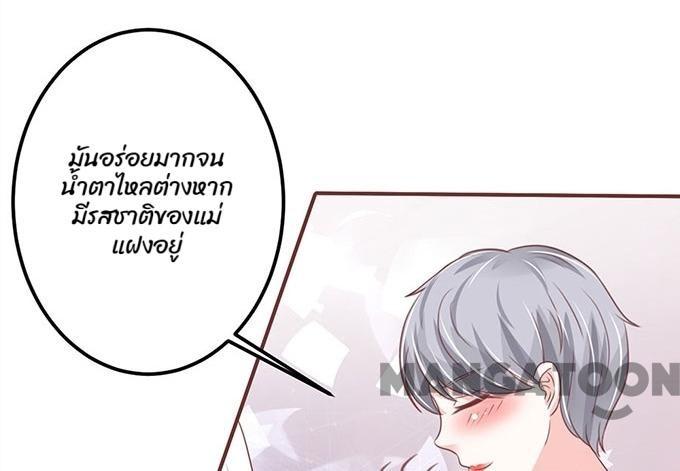 มันอร่อยมากจน
น้ำตาไหลต่างหาก
มีรสชาติของแม่
แฝงอยู่
MANGATOON